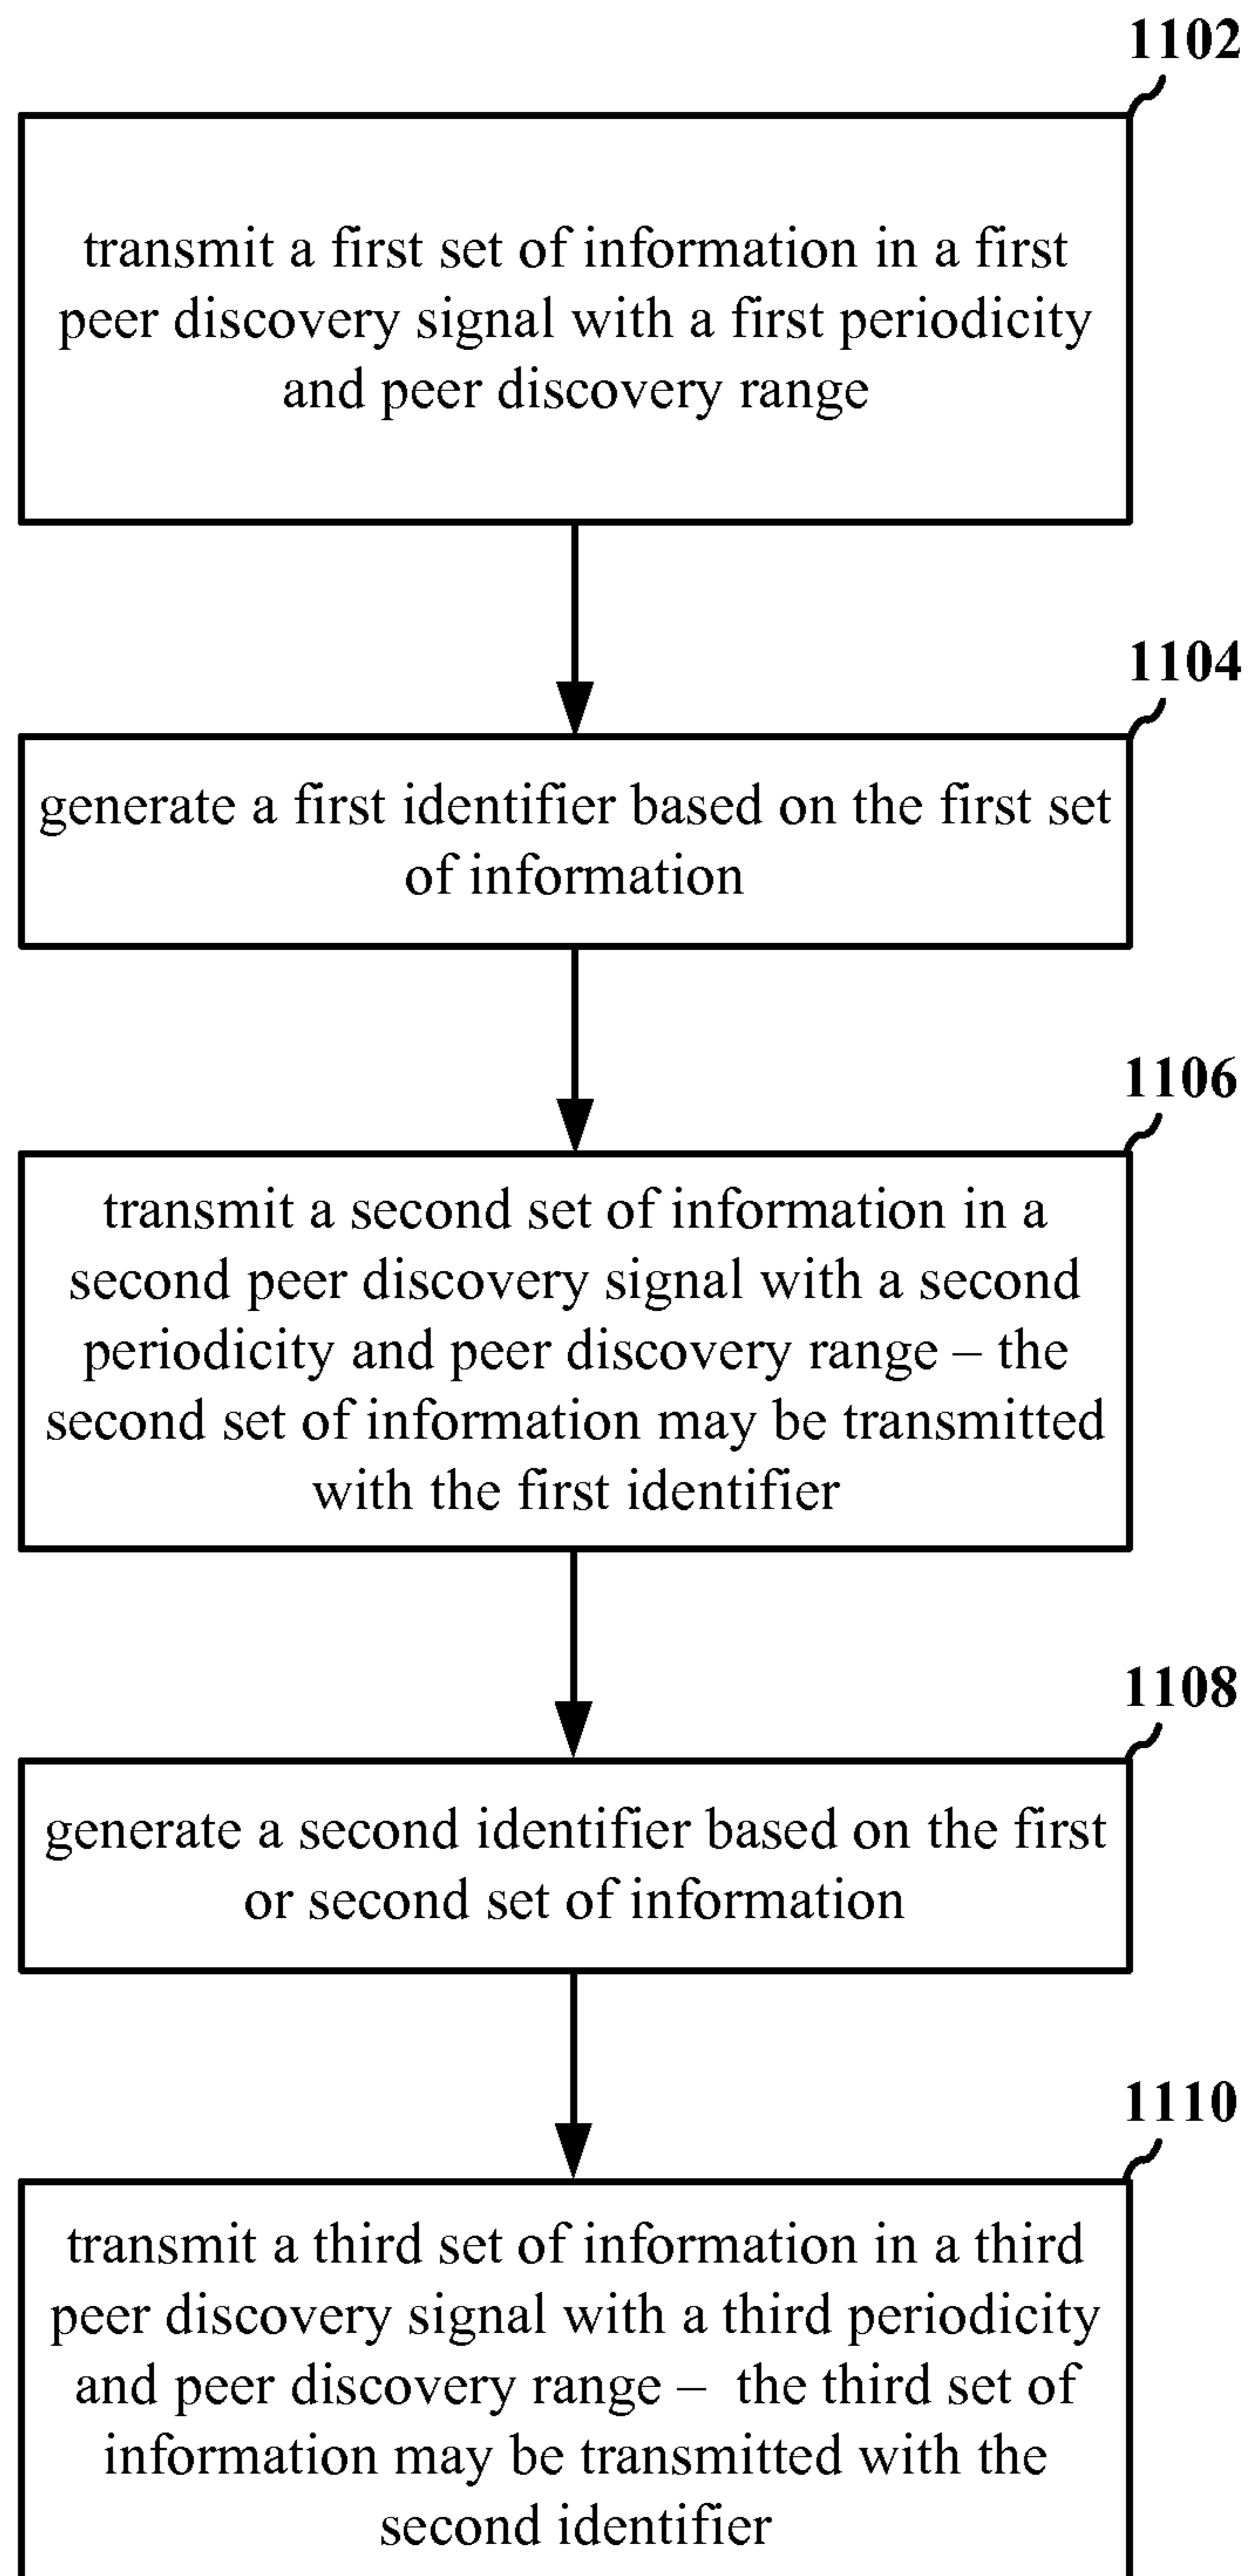 1102
transmit a first set of information in a first
peer discovery signal with a first periodicity
and peer discovery range
1104
generate a first identifier based on the first set
of information
1106
transmit a second set of information in a
second peer discovery signal with a second
periodicity and peer discovery range – the
second set of information may be transmitted
with the first identifier
1108
generate a second identifier based on the first
or second set of information
1110
transmit a third set of information in a third
peer discovery signal with a third periodicity
and peer discovery range – the third set of
information may be transmitted with the
second identifier